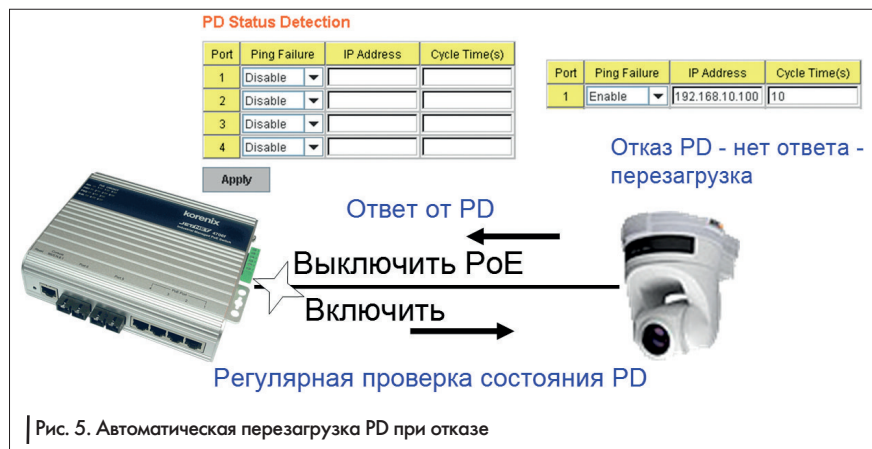 PD Status Detection
Port Ping Failure IP Address Cycle Time(s)
1 Disable
2 Disable
3 Disable
4 Disable
Apply
Port Ping Failure IP Address Cycle Time(s)
1 Enable 192.168.10.100 10
Отказ PD - нет ответа -
перезагрузка
Ответ от PD
korenix
Выключить PoE
Включить
Регулярная проверка состояния PD
Рис. 5. Автоматическая перезагрузка PD при отказе